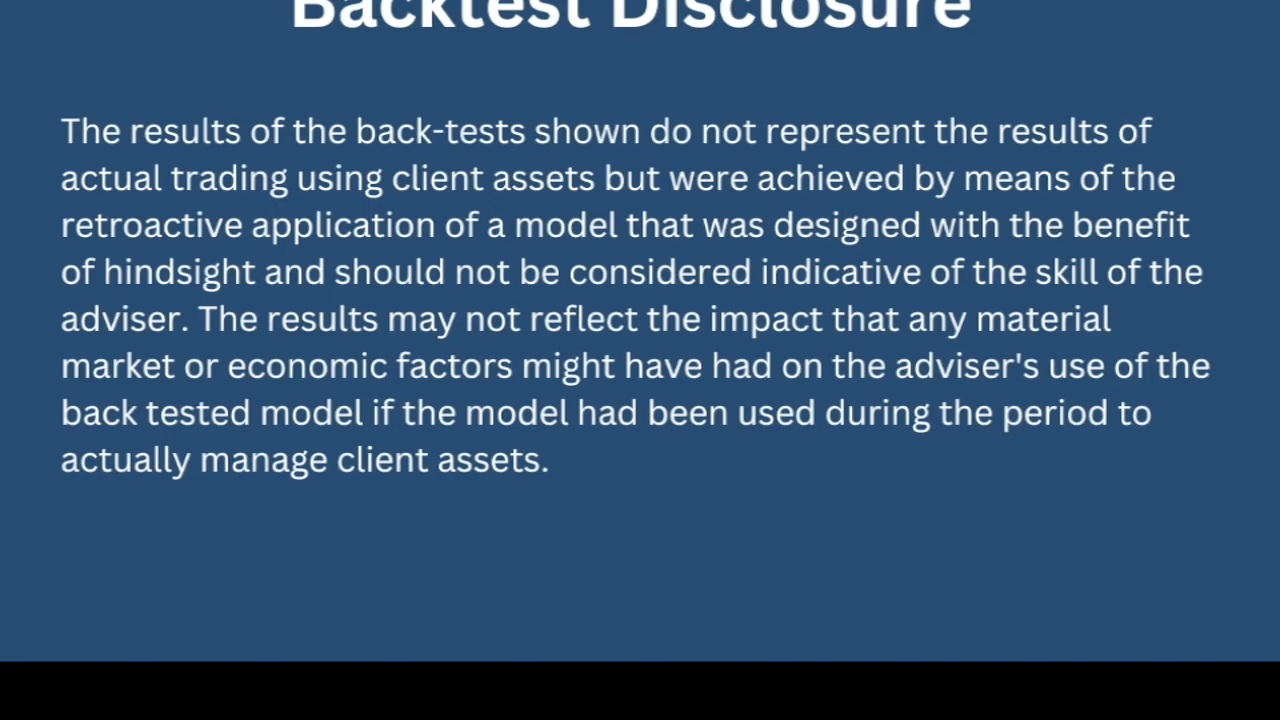 Backtest Disclosure
The results of the back-tests shown do not represent the results of
actual trading using client assets but were achieved by means of the
retroactive application of a model that was designed with the benefit
of hindsight and should not be considered indicative of the skill of the
adviser. The results may not reflect the impact that any material
market or economic factors might have had on the adviser's use of the
back tested model if the model had been used during the period to
actually manage client assets.